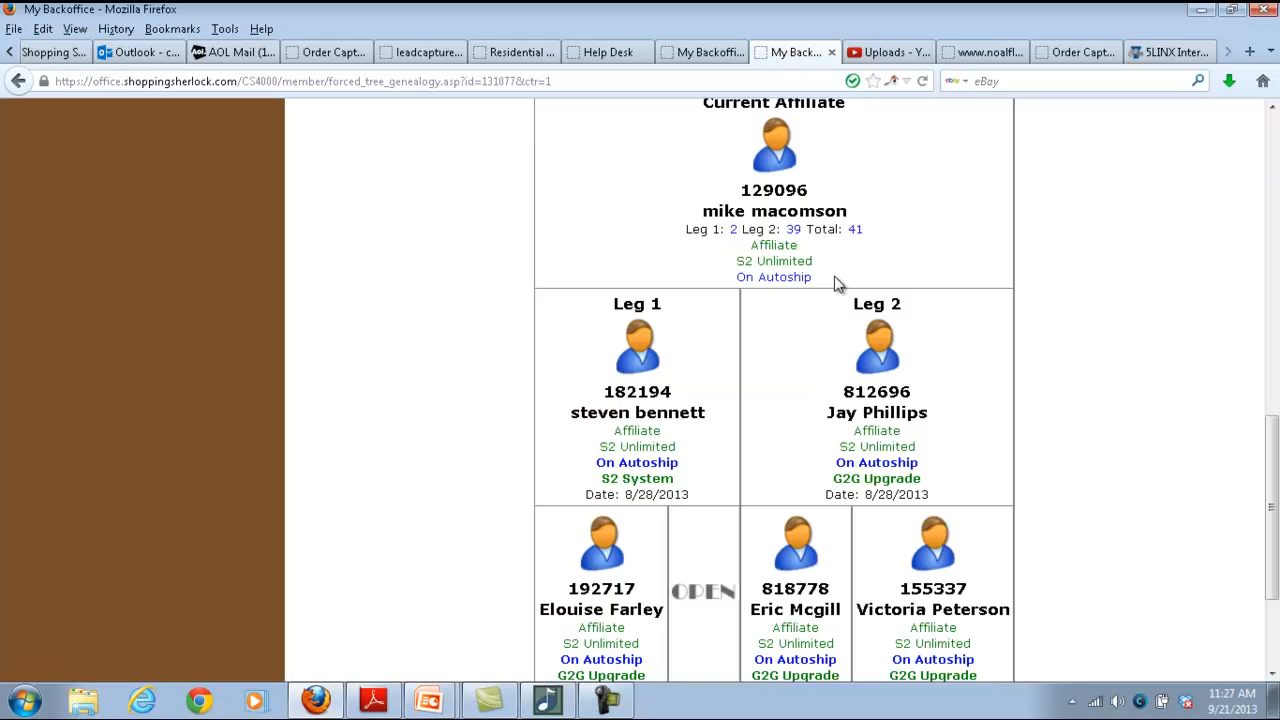 My Backoffice - Mozilla Firefox
File Edit View History Bookmarks Tools Help
Shopping S... Outlook - c... AOL Mail (1... Order Capt... leadcapture... Residential ... Help Desk My Backoffi... My Back... Uploads - Y... www.noalfl... Order Capt... 5LINX Inter...
https://office.shoppingsherlock.com/CS4000/member/forced_tree_genealogy.asp?id=131077&ctr=1
eBay
Current Affiliate
129096
mike macomson
Leg 1: 2 Leg 2: 39 Total: 41
Affiliate
S2 Unlimited
On Autoship
Leg 1
182194
steven bennett
Affiliate
S2 Unlimited
On Autoship
S2 System
Date: 8/28/2013
Leg 2
812696
Jay Phillips
Affiliate
S2 Unlimited
On Autoship
G2G Upgrade
Date: 8/28/2013
192717
Elouise Farley
Affiliate
S2 Unlimited
On Autoship
G2G Upgrade
OPEN
818778
Eric Mcgill
Affiliate
S2 Unlimited
On Autoship
G2G Upgrade
155337
Victoria Peterson
Affiliate
S2 Unlimited
On Autoship
G2G Upgrade
11:27 AM
9/21/2013